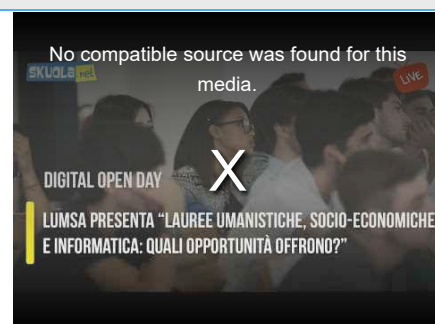 No compatible source was found for this
media.
SKUOLA.net
LIVE
X
DIGITAL OPEN DAY
LUMSA PRESENTA “LAUREE UMANISTICHE, SOCIO-ECONOMICHE
E INFORMATICA: QUALI OPPORTUNITÀ OFFRONO?”